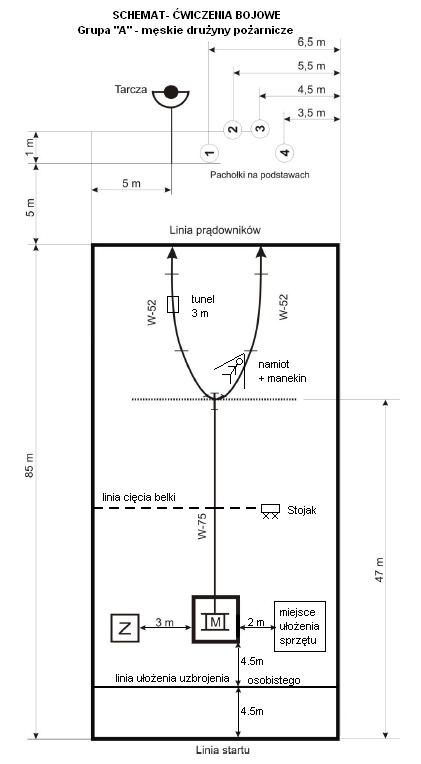 SCHEMAT- ĆWICZENIA BOJOWE
Grupa "A" - męskie drużyny pożarnicze
6,5 m
5,5 m
Tarcza
4,5 m
3,5 m
1 m
1
2
3
4
5 m
Pachołki na podstawach
5 m
Linia prądowników
W-52
tunel
3 m
W-52
namiot
+ manekin
85 m
linia cięcia belki
Stojak
W-75
47 m
Z
3 m
M
2 m
miejsce
ułożenia
sprzętu
4.5m
linia ułożenia uzbrojenia osobistego
4.5m
Linia startu